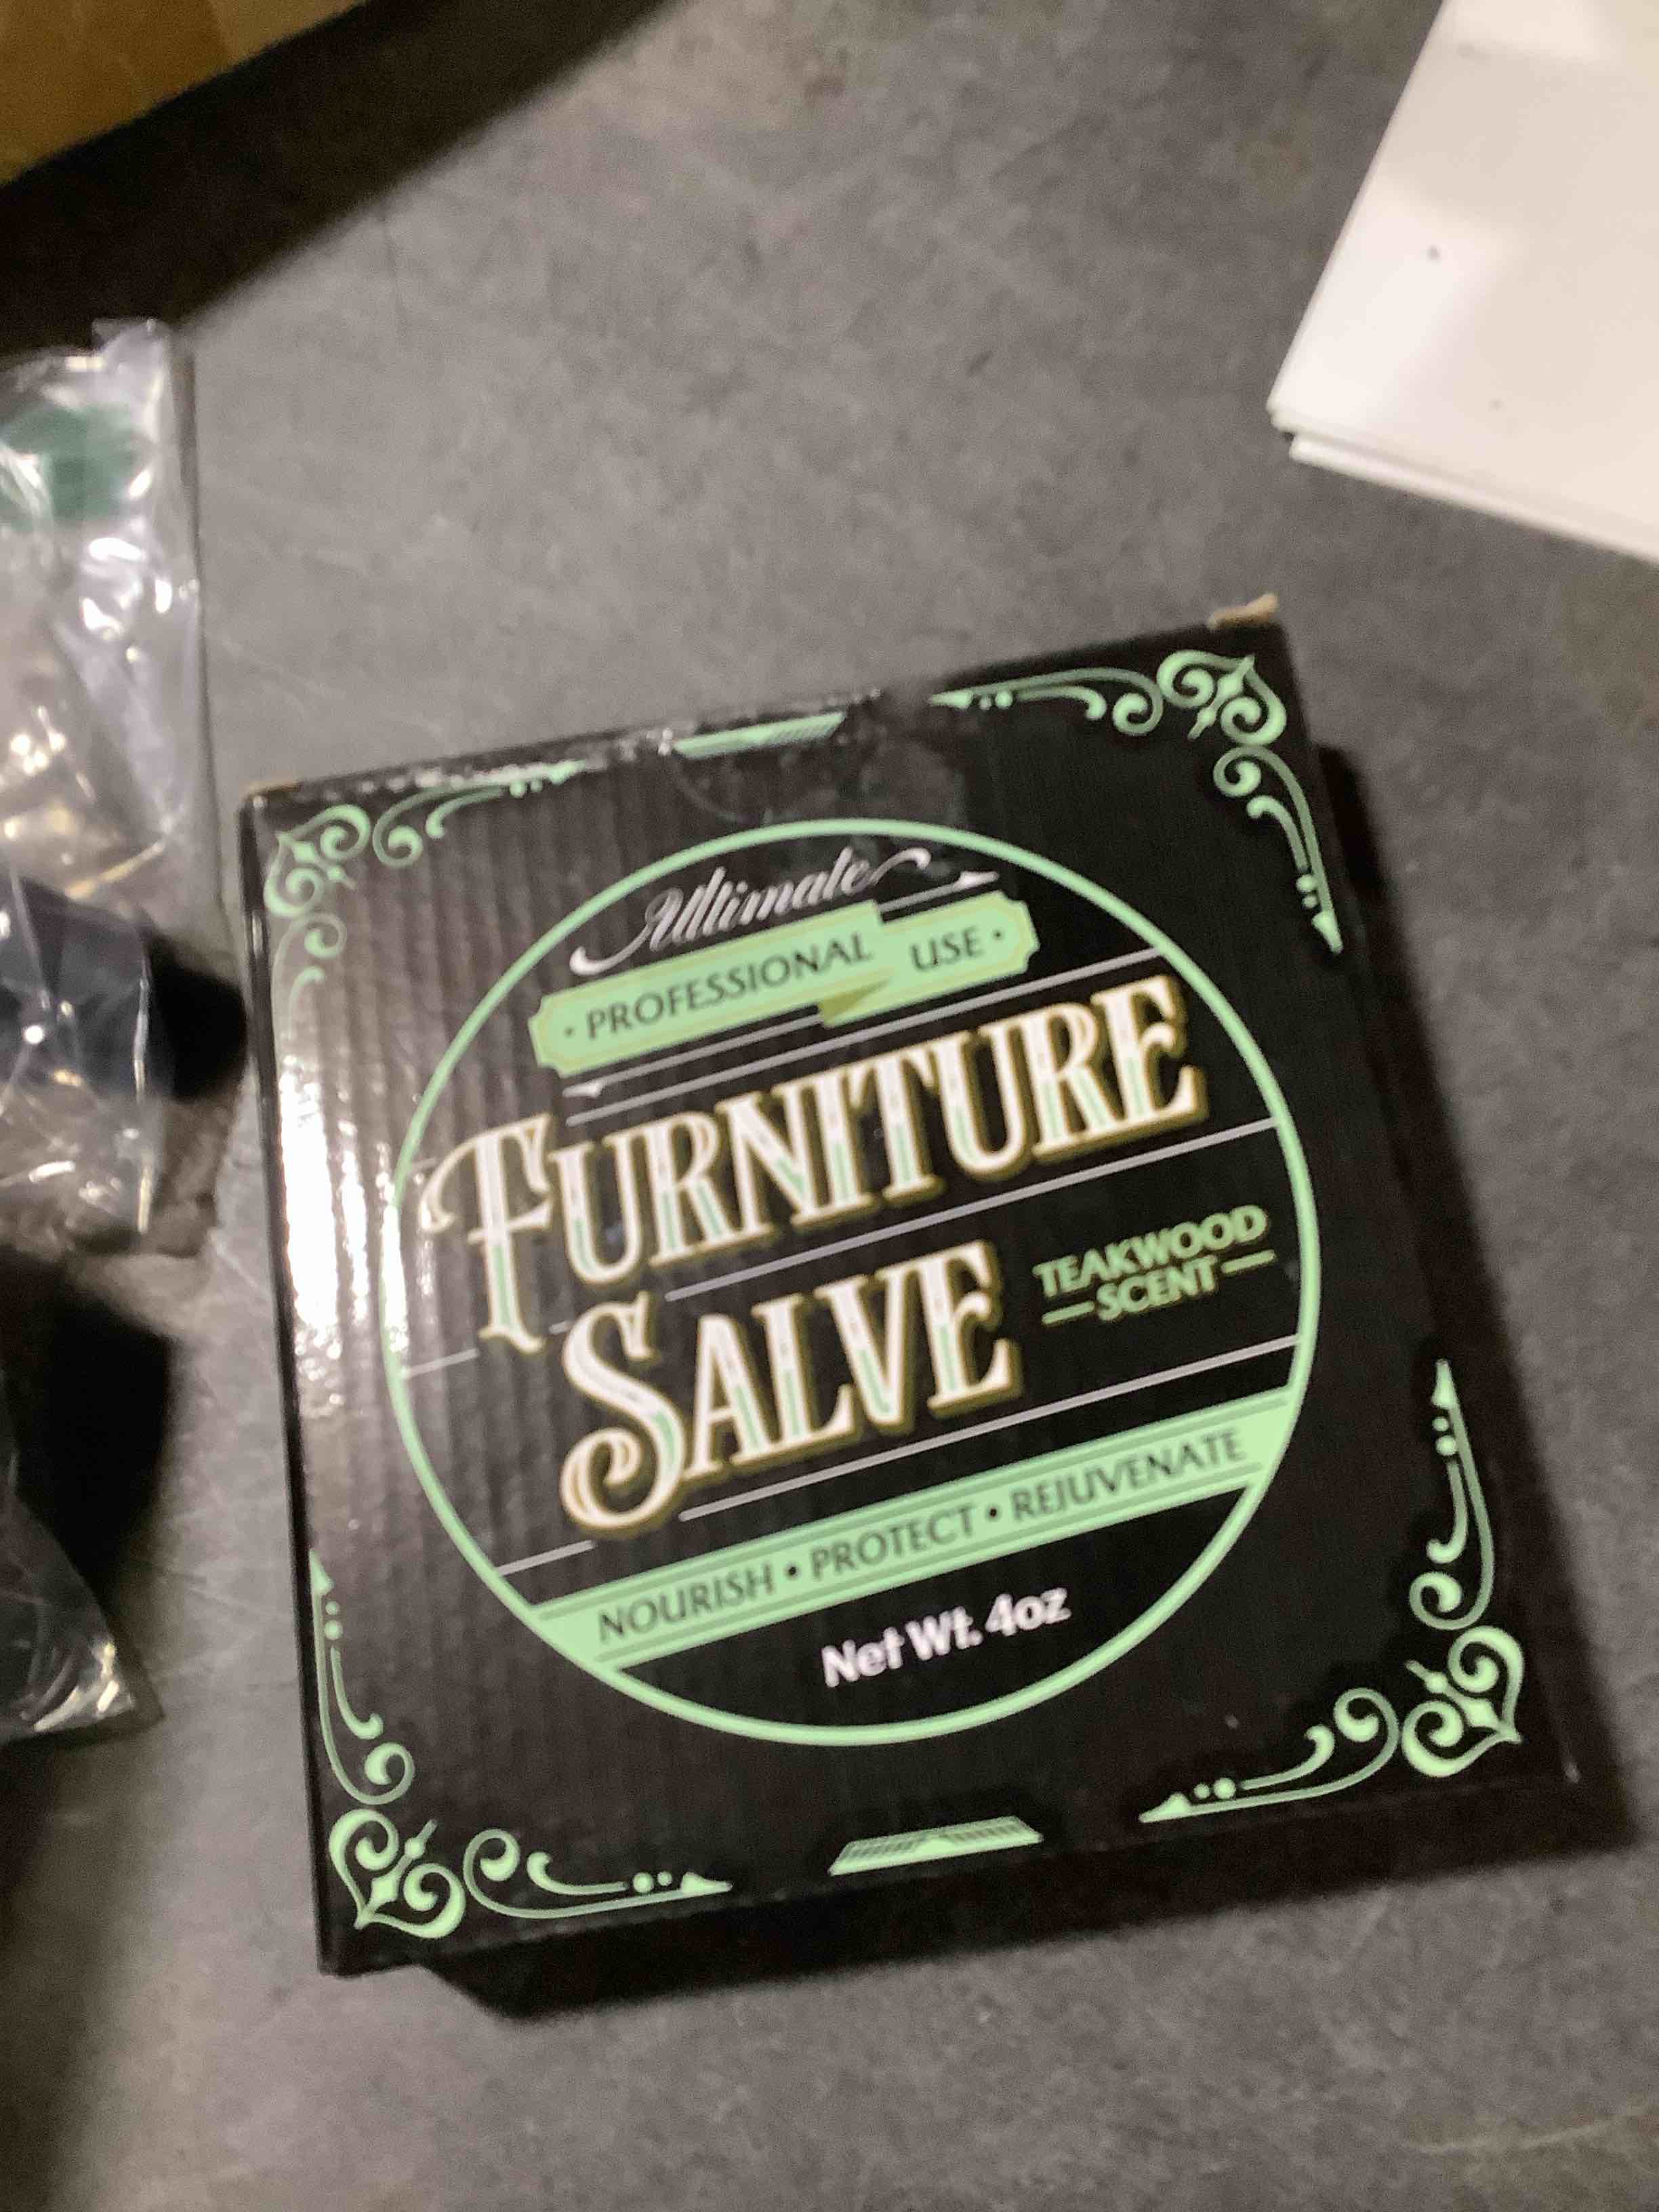 Ultimate
• PROFESSIONAL USE •
FURNITURE
SALVE
TEAKWOOD
SCENT
NOURISH • PROTECT • REJUVENATE
Net Wt. 4oz